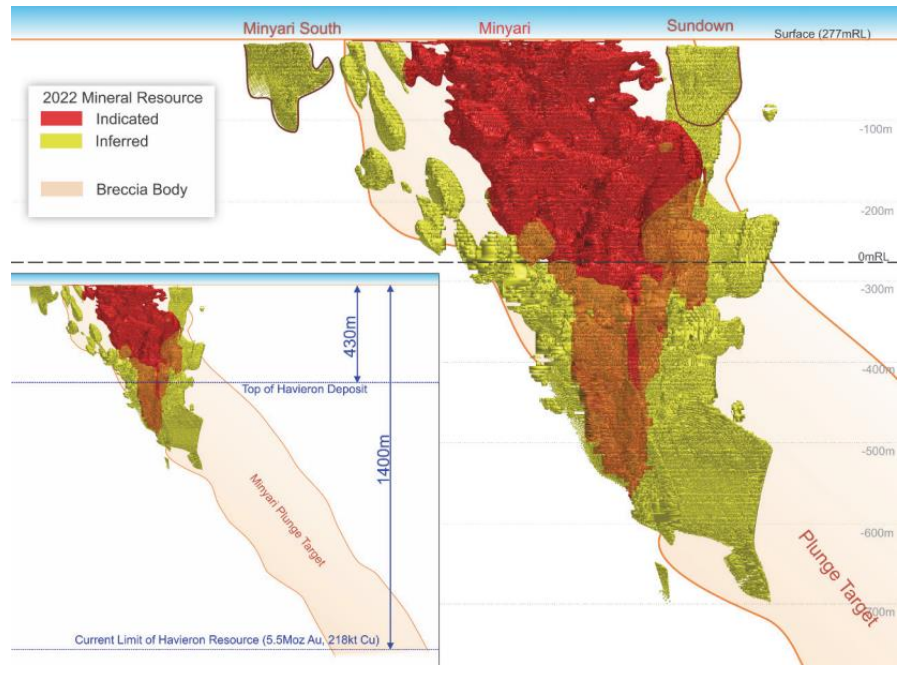 Minyari South
Minyari
Sundown
Surface (277mRL)
2022 Mineral Resource
Indicated
Inferred
Breccia Body
-100m
-200m
0mRL
-300m
-400m
-500m
-600m
-700m
Plunge Target
430m
Top of Havieron Deposit
1400m
Minyari Plunge Target
Current Limit of Havieron Resource (5.5Moz Au, 218kt Cu)